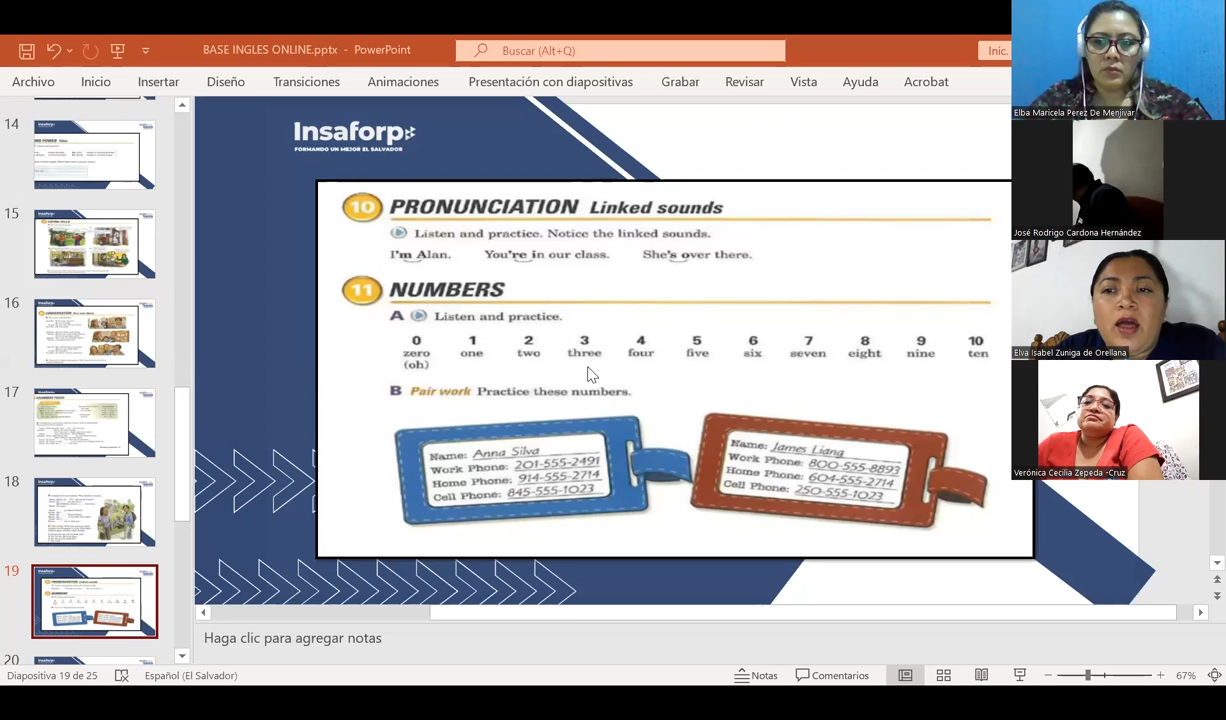 BASE INGLES ONLINE.pptx - PowerPoint
Buscar (Alt+Q)
Inic.
Archivo Inicio Insertar Diseño Transiciones Animaciones Presentación con diapositivas Grabar Revisar Vista Ayuda Acrobat
14
15
16
17
18
19
20
Insaforp
FORMANDO UN MEJOR EL SALVADOR
10 PRONUNCIATION Linked sounds
Listen and practice. Notice the linked sounds.
I'm Alan. You're in our class. She's over there.
11 NUMBERS
A Listen and practice.
0 1 2 3 4 5 6 7 8 9 10
zero one two three four five six seven eight nine ten
(oh)
B Pair work Practice these numbers.
Name: Anna Silva
Work Phone: 201-555-2491
Home Phone: 914-555-2714
Cell Phone: 845-555-1023
Name: James Liang
Work Phone: 800-555-8893
Home Phone: 604-555-2714
Cell Phone: 250-555-1023
Elba Maricela Perez De Menjivar
José Rodrigo Cardona Hernández
Elva Isabel Zuniga de Orellana
Verónica Cecilia Zepeda -Cruz
Haga clic para agregar notas
Diapositiva 19 de 25 Español (El Salvador) Notas Comentarios 67%